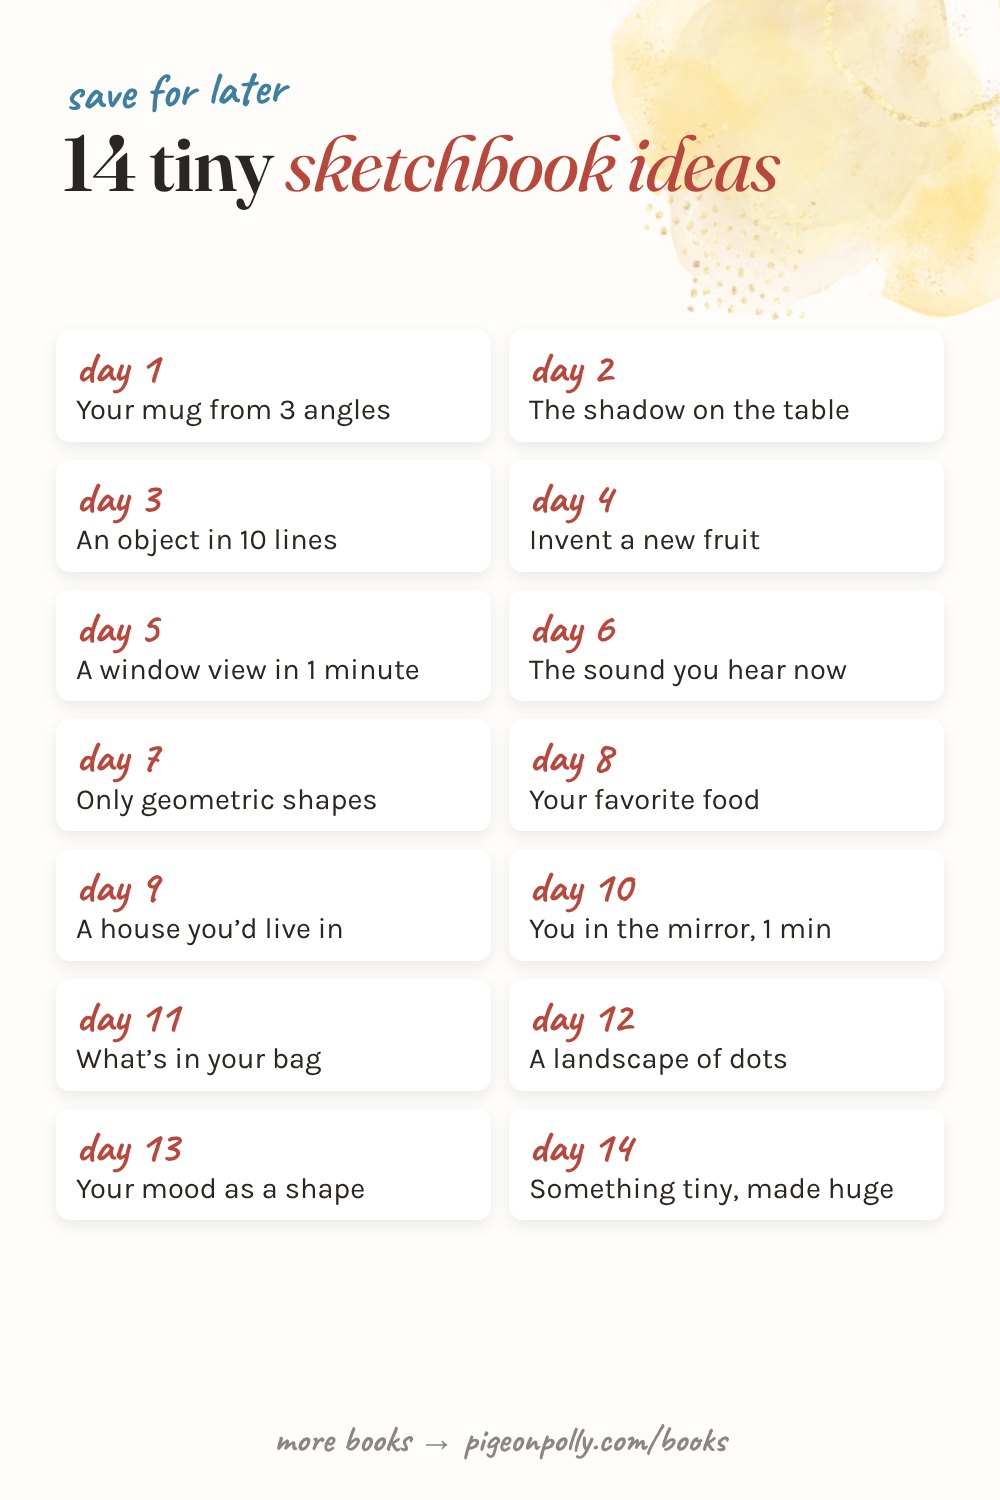 save for later
14 tiny sketchbook ideas
day 1
Your mug from 3 angles
day 2
The shadow on the table
day 3
An object in 10 lines
day 4
Invent a new fruit
day 5
A window view in 1 minute
day 6
The sound you hear now
day 7
Only geometric shapes
day 8
Your favorite food
day 9
A house you’d live in
day 10
You in the mirror, 1 min
day 11
What’s in your bag
day 12
A landscape of dots
day 13
Your mood as a shape
day 14
Something tiny, made huge
more books → pigeonpolly.com/books